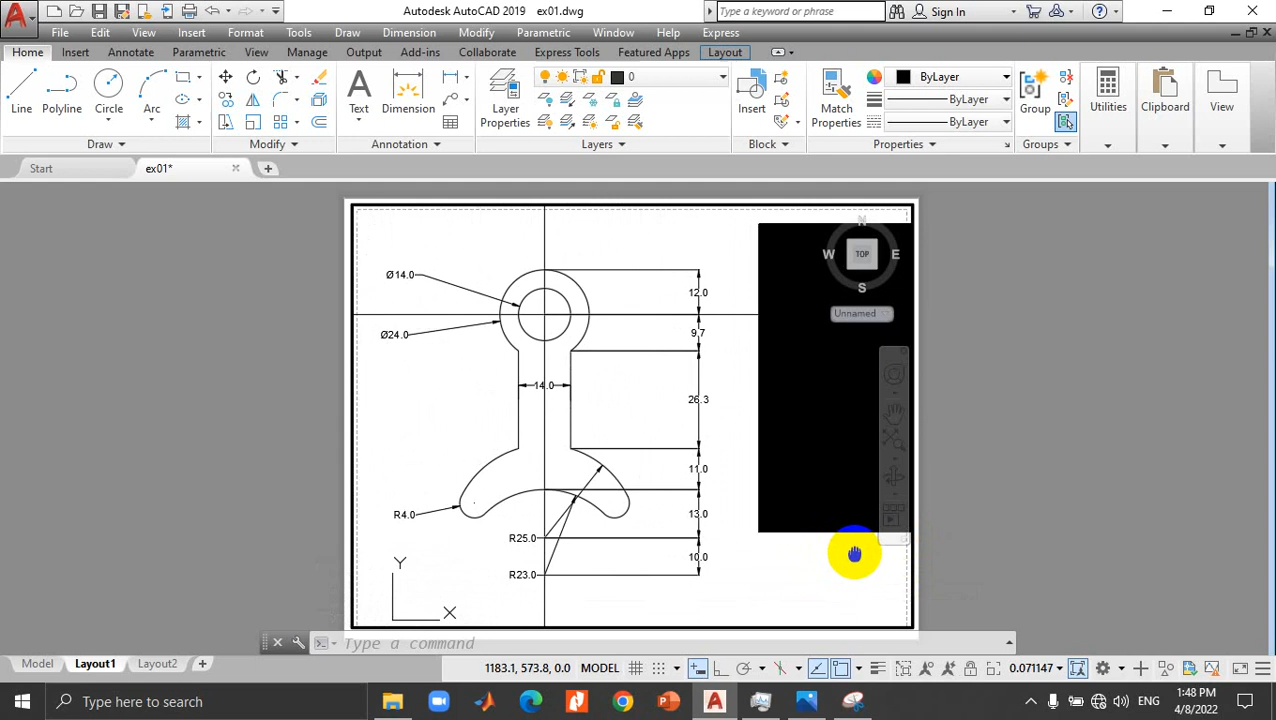 Autodesk AutoCAD 2019 ex01.dwg
Type a keyword or phrase
Sign In
File Edit View Insert Format Tools Draw Dimension Modify Parametric Window Help Express
Home Insert Annotate Parametric View Manage Output Add-ins Collaborate Express Tools Featured Apps Layout
Line Polyline Circle Arc
Text Dimension
Layer Properties
0
Insert
Match Properties
ByLayer
ByLayer
ByLayer
Group
Utilities
Clipboard
View
Draw Modify Annotation Layers Block Properties Groups
Start ex01*
N
W TOP E
S
Unnamed
Ø14.0
12.0
Ø24.0
9.7
14.0
26.3
11.0
R4.0
13.0
R25.0
10.0
R23.0
Y
X
Type a command
Model Layout1 Layout2
1183.1, 573.8, 0.0 MODEL
0.071147
Type here to search
ENG
1:48 PM
4/8/2022